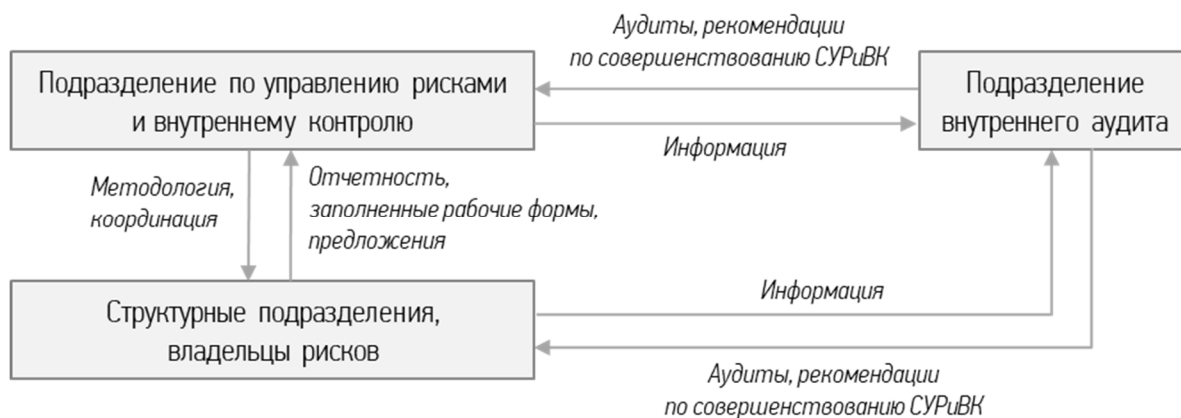 Аудиты, рекомендации
по совершенствованию СУРиВК
Подразделение по управлению рисками
и внутреннему контролю
Подразделение
внутреннего аудита
Информация
Методология,
координация
Отчетность,
заполненные рабочие формы,
предложения
Структурные подразделения,
владельцы рисков
Информация
Аудиты, рекомендации
по совершенствованию СУРиВК